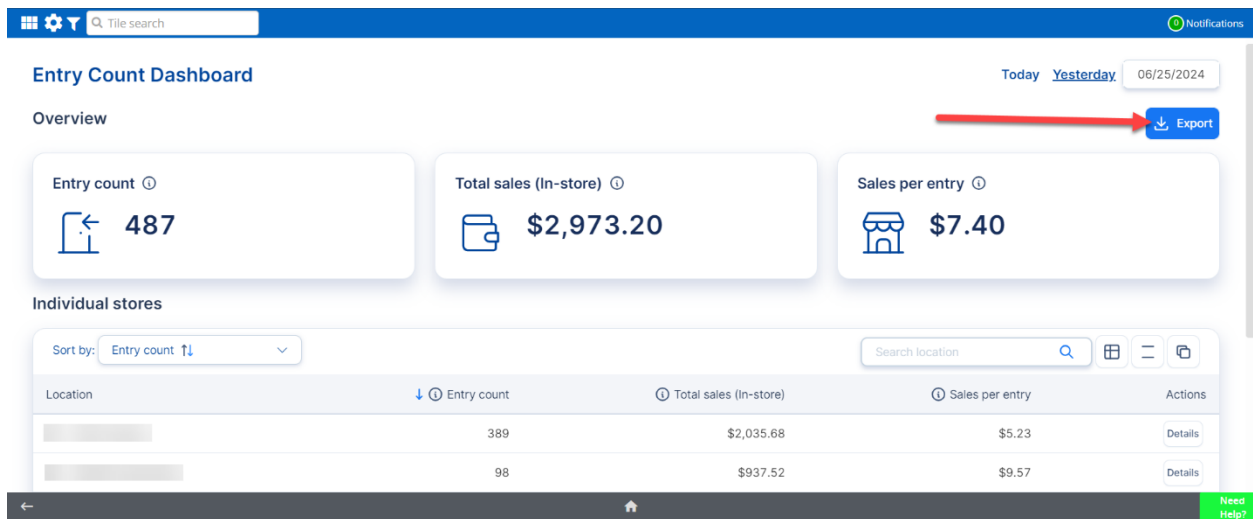 Tile search
0 Notifications
Entry Count Dashboard
Today Yesterday 06/25/2024
Overview
Export
Entry count
487
Total sales (In-store)
$2,973.20
Sales per entry
$7.40
Individual stores
Sort by: Entry count
Search location
Location Entry count Total sales (In-store) Sales per entry Actions
389 $2,035.68 $5.23 Details
98 $937.52 $9.57 Details
Need
Help?